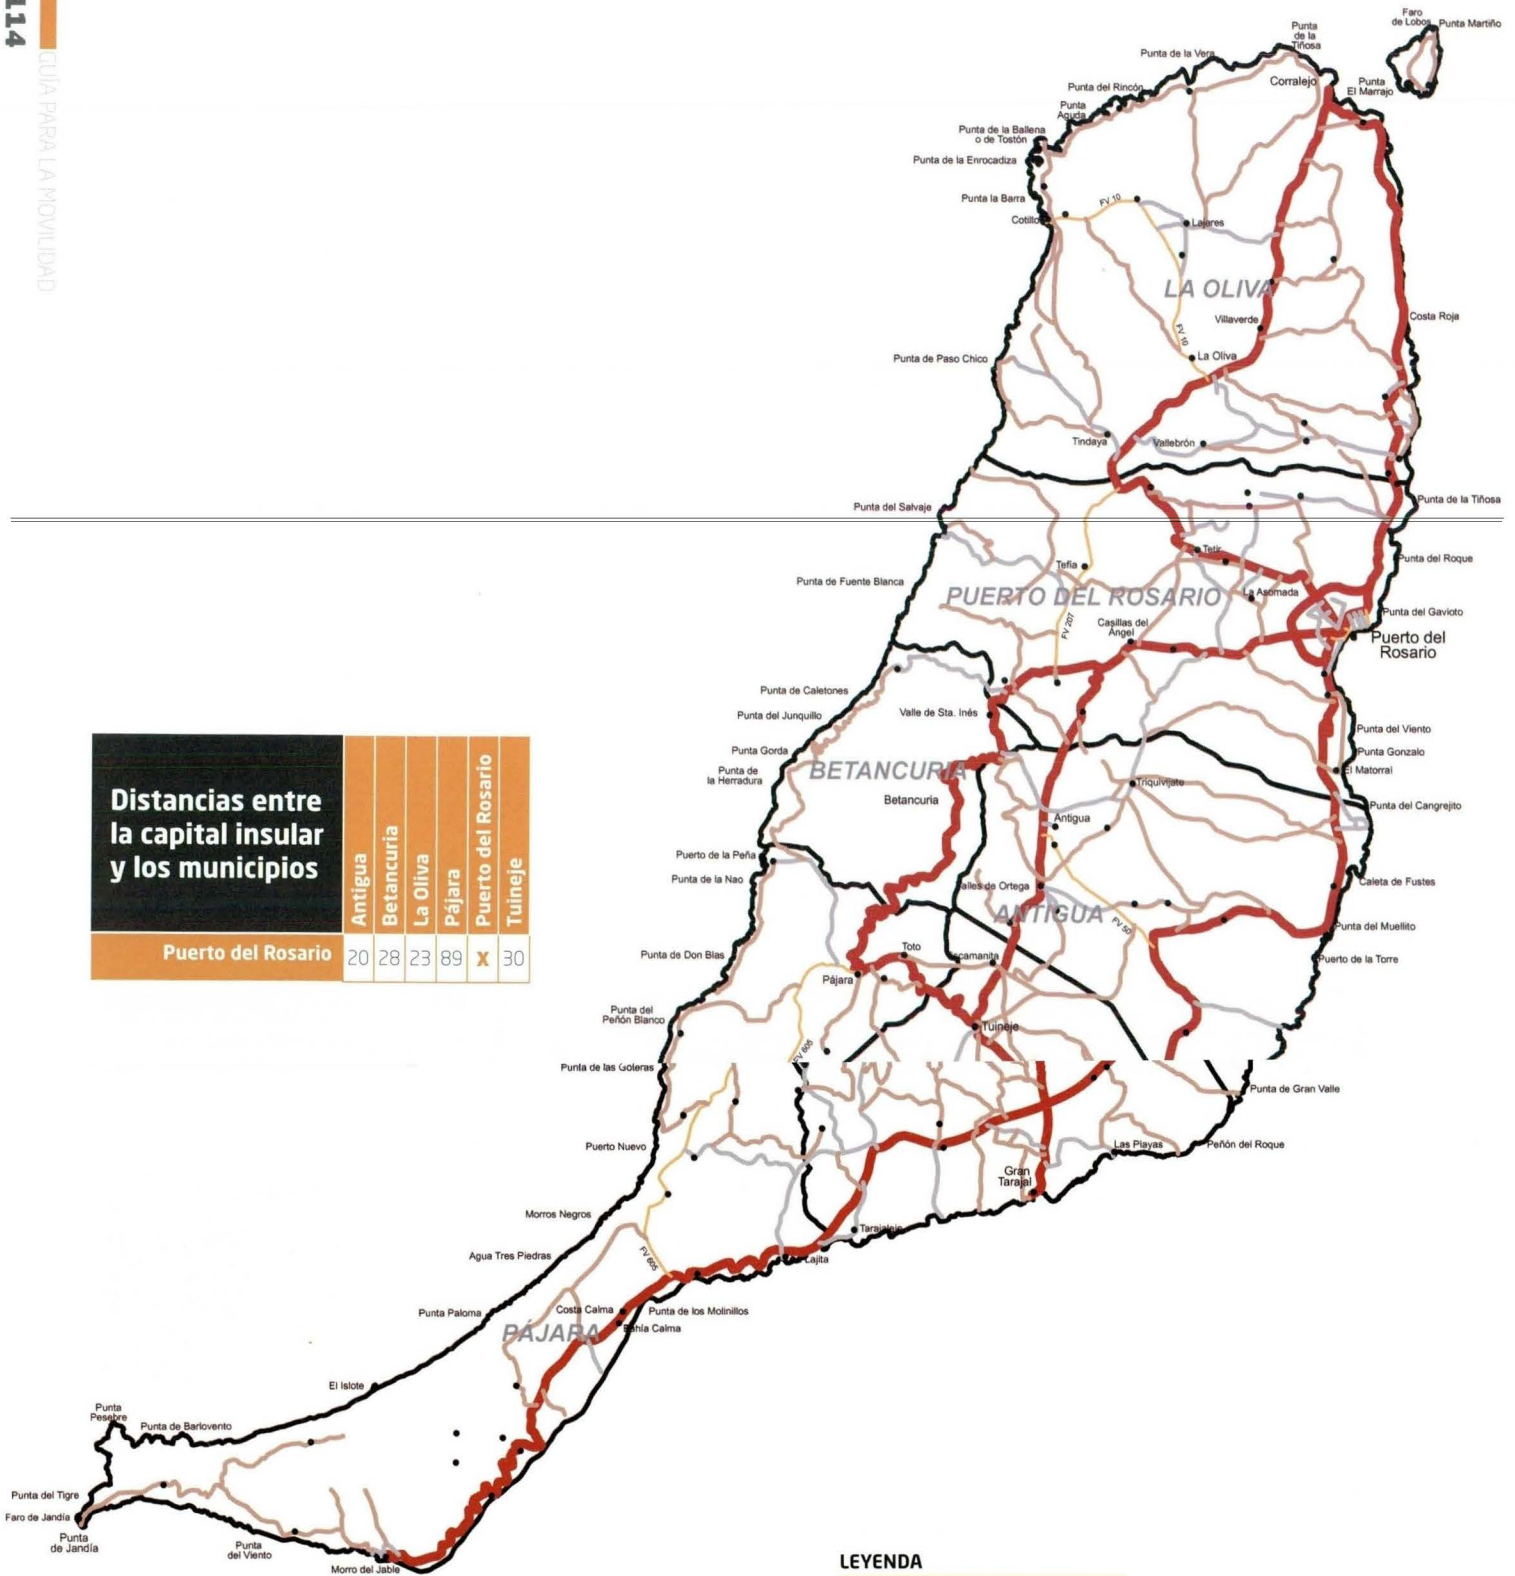 114
GUÍA PARA LA MOVILIDAD
Faro
de Lobos
Punta Martiño
Punta
de la
Tiñosa
Punta de la Vera
Corralejo
Punta
El Marrajo
Punta del Rincón
Punta
Aguda
Punta de la Ballena
o de Tostón
Punta de la Enrocadiza
Punta la Barra
FV 10
Cotillo
Lajares
LA OLIVA
Villaverde
Costa Roja
FV 10
La Oliva
Punta de Paso Chico
Tindaya
Vallebrón
Punta del Salvaje
Punta de la Tiñosa
Tetir
Punta del Roque
Tefia
Punta de Fuente Blanca
PUERTO DEL ROSARIO
La Asomada
Punta del Gavioto
FV 207
Casillas del
Ángel
Puerto del
Rosario
Punta de Caletones
Valle de Sta. Inés
Punta del Junquillo
Punta del Viento
Punta Gonzalo
Punta Gorda
Punta de
la Herradura
BETANCURIA
El Matorral
Triquivijate
Betancuria
Punta del Cangrejito
Antigua
Puerto de la Peña
Punta de la Nao
Valles de Ortega
Caleta de Fustes
ANTIGUA
FV 50
Punta del Muellito
Toto
Punta de Don Blas
Tiscamanita
Puerto de la Torre
Pájara
Punta del
Peñón Blanco
Tuineje
FV 605
Punta de las Goleras
Punta de Gran Valle
Puerto Nuevo
Las Playas
Peñón del Roque
Gran
Tarajal
Morros Negros
Tarajalejo
Agua Tres Piedras
FV 605
Lajita
Punta Paloma
Costa Calma
Punta de los Molinillos
PÁJARA
Bahía Calma
El Islote
Punta
Pesebre
Punta de Barlovento
Punta del Tigre
Faro de Jandía
Punta
de Jandía
Punta
del Viento
Morro del Jable
Distancias entre
la capital insular
y los municipios
Antigua
Betancuria
La Oliva
Pájara
Puerto del Rosario
Tuineje
Puerto del Rosario 20 28 23 89 X 30
LEYENDA